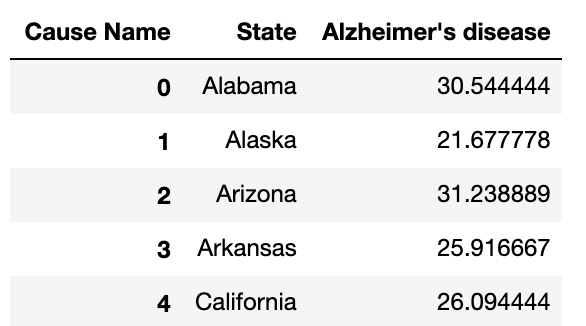 Cause Name State Alzheimer's disease
0 Alabama 30.544444
1 Alaska 21.677778
2 Arizona 31.238889
3 Arkansas 25.916667
4 California 26.094444